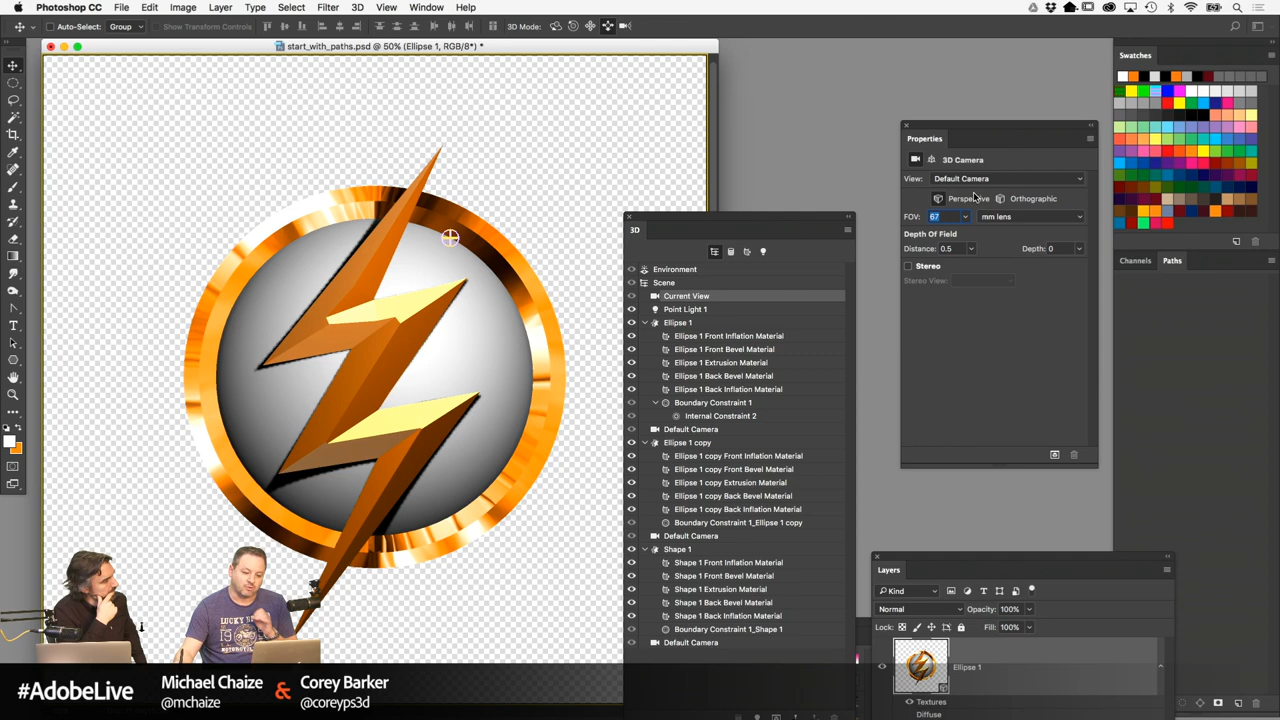 Photoshop CC File Edit Image Layer Type Select Filter 3D View Window Help
Auto-Select: Group Show Transform Controls 3D Mode:
start_with_paths.psd @ 50% (Ellipse 1, RGB/8*) *
Swatches
Channels Paths
Properties
3D Camera
View: Default Camera
Perspective Orthographic
FOV: 67 mm lens
Depth Of Field
Distance: 0.5 Depth: 0
Stereo
Stereo View:
3D
Environment
Scene
Current View
Point Light 1
Ellipse 1
Ellipse 1 Front Inflation Material
Ellipse 1 Front Bevel Material
Ellipse 1 Extrusion Material
Ellipse 1 Back Bevel Material
Ellipse 1 Back Inflation Material
Boundary Constraint 1
Internal Constraint 2
Default Camera
Ellipse 1 copy
Ellipse 1 copy Front Inflation Material
Ellipse 1 copy Front Bevel Material
Ellipse 1 copy Extrusion Material
Ellipse 1 copy Back Bevel Material
Ellipse 1 copy Back Inflation Material
Boundary Constraint 1_Ellipse 1 copy
Default Camera
Shape 1
Shape 1 Front Inflation Material
Shape 1 Front Bevel Material
Shape 1 Extrusion Material
Shape 1 Back Bevel Material
Shape 1 Back Inflation Material
Boundary Constraint 1_Shape 1
Default Camera
Layers
Kind
Normal Opacity: 100%
Lock: Fill: 100%
Ellipse 1
Textures
Diffuse
LUCKY
19
#AdobeLive
Michael Chaize
@mchaize
&
Corey Barker
@coreyps3d